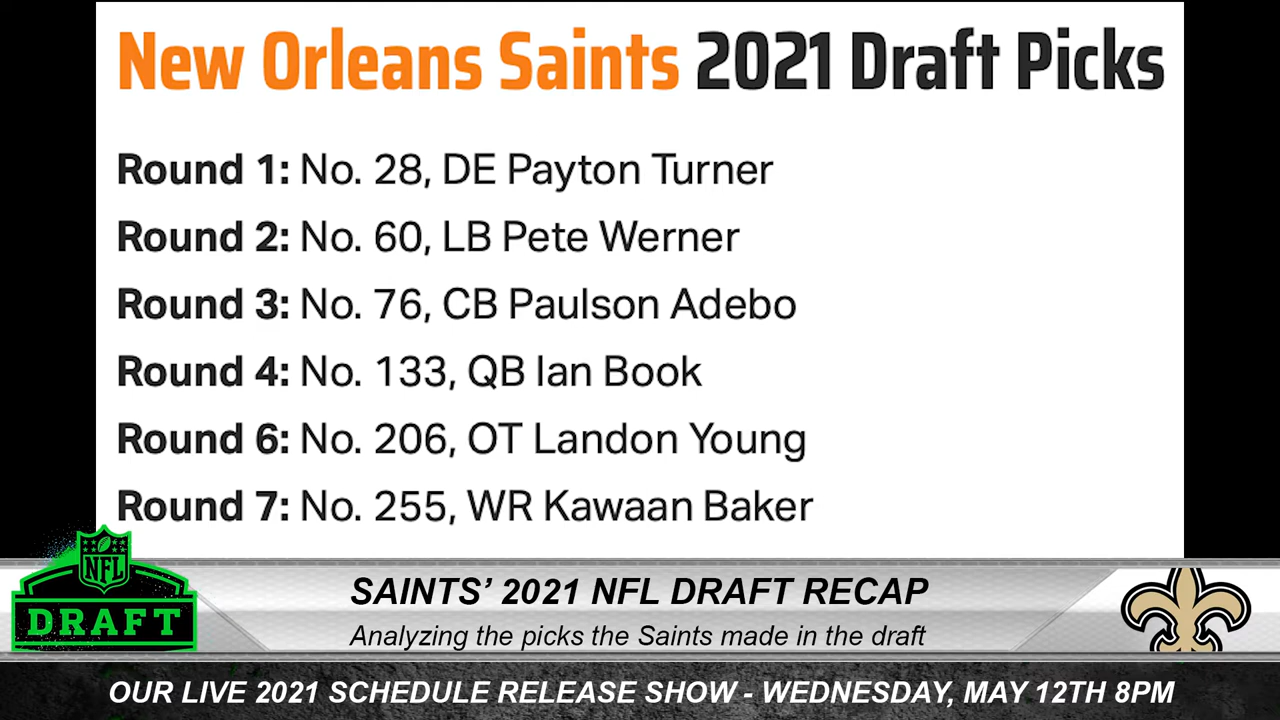 New Orleans Saints 2021 Draft Picks
Round 1: No. 28, DE Payton Turner
Round 2: No. 60, LB Pete Werner
Round 3: No. 76, CB Paulson Adebo
Round 4: No. 133, QB Ian Book
Round 6: No. 206, OT Landon Young
Round 7: No. 255, WR Kawaan Baker
NFL
DRAFT
SAINTS’ 2021 NFL DRAFT RECAP
Analyzing the picks the Saints made in the draft
OUR LIVE 2021 SCHEDULE RELEASE SHOW - WEDNESDAY, MAY 12TH 8PM